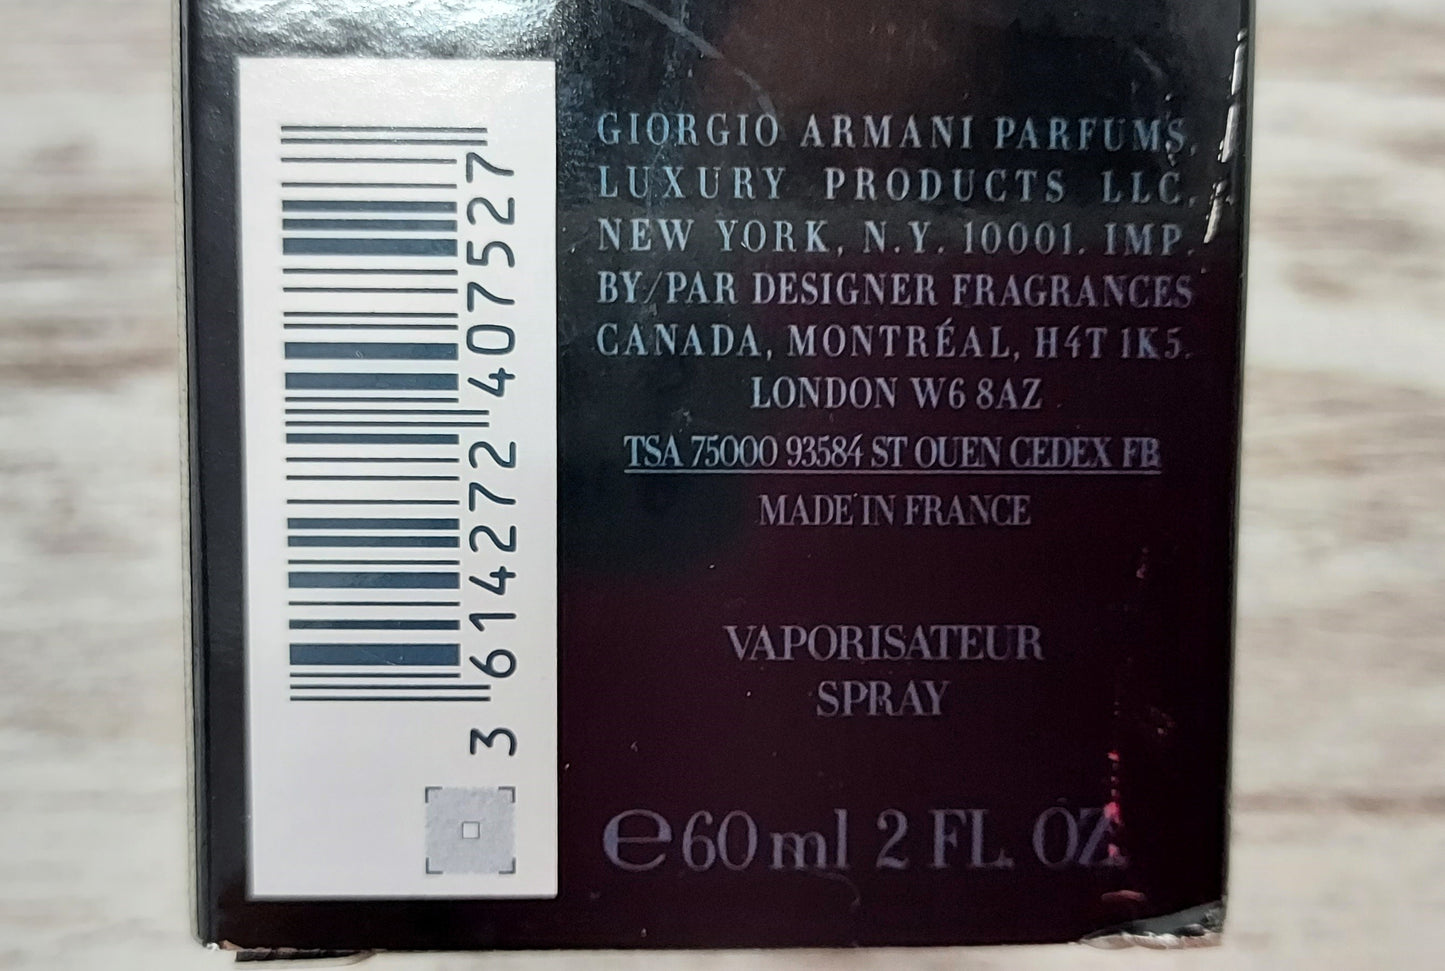 3 614272 407527
GIORGIO ARMANI PARFUMS,
LUXURY PRODUCTS LLC,
NEW YORK, N.Y. 10001. IMP.
BY/PAR DESIGNER FRAGRANCES
CANADA, MONTRÉAL, H4T 1K5.
LONDON W6 8AZ
TSA 75000 93584 ST OUEN CEDEX FB
MADE IN FRANCE
VAPORISATEUR
SPRAY
℮ 60 ml 2 FL. OZ